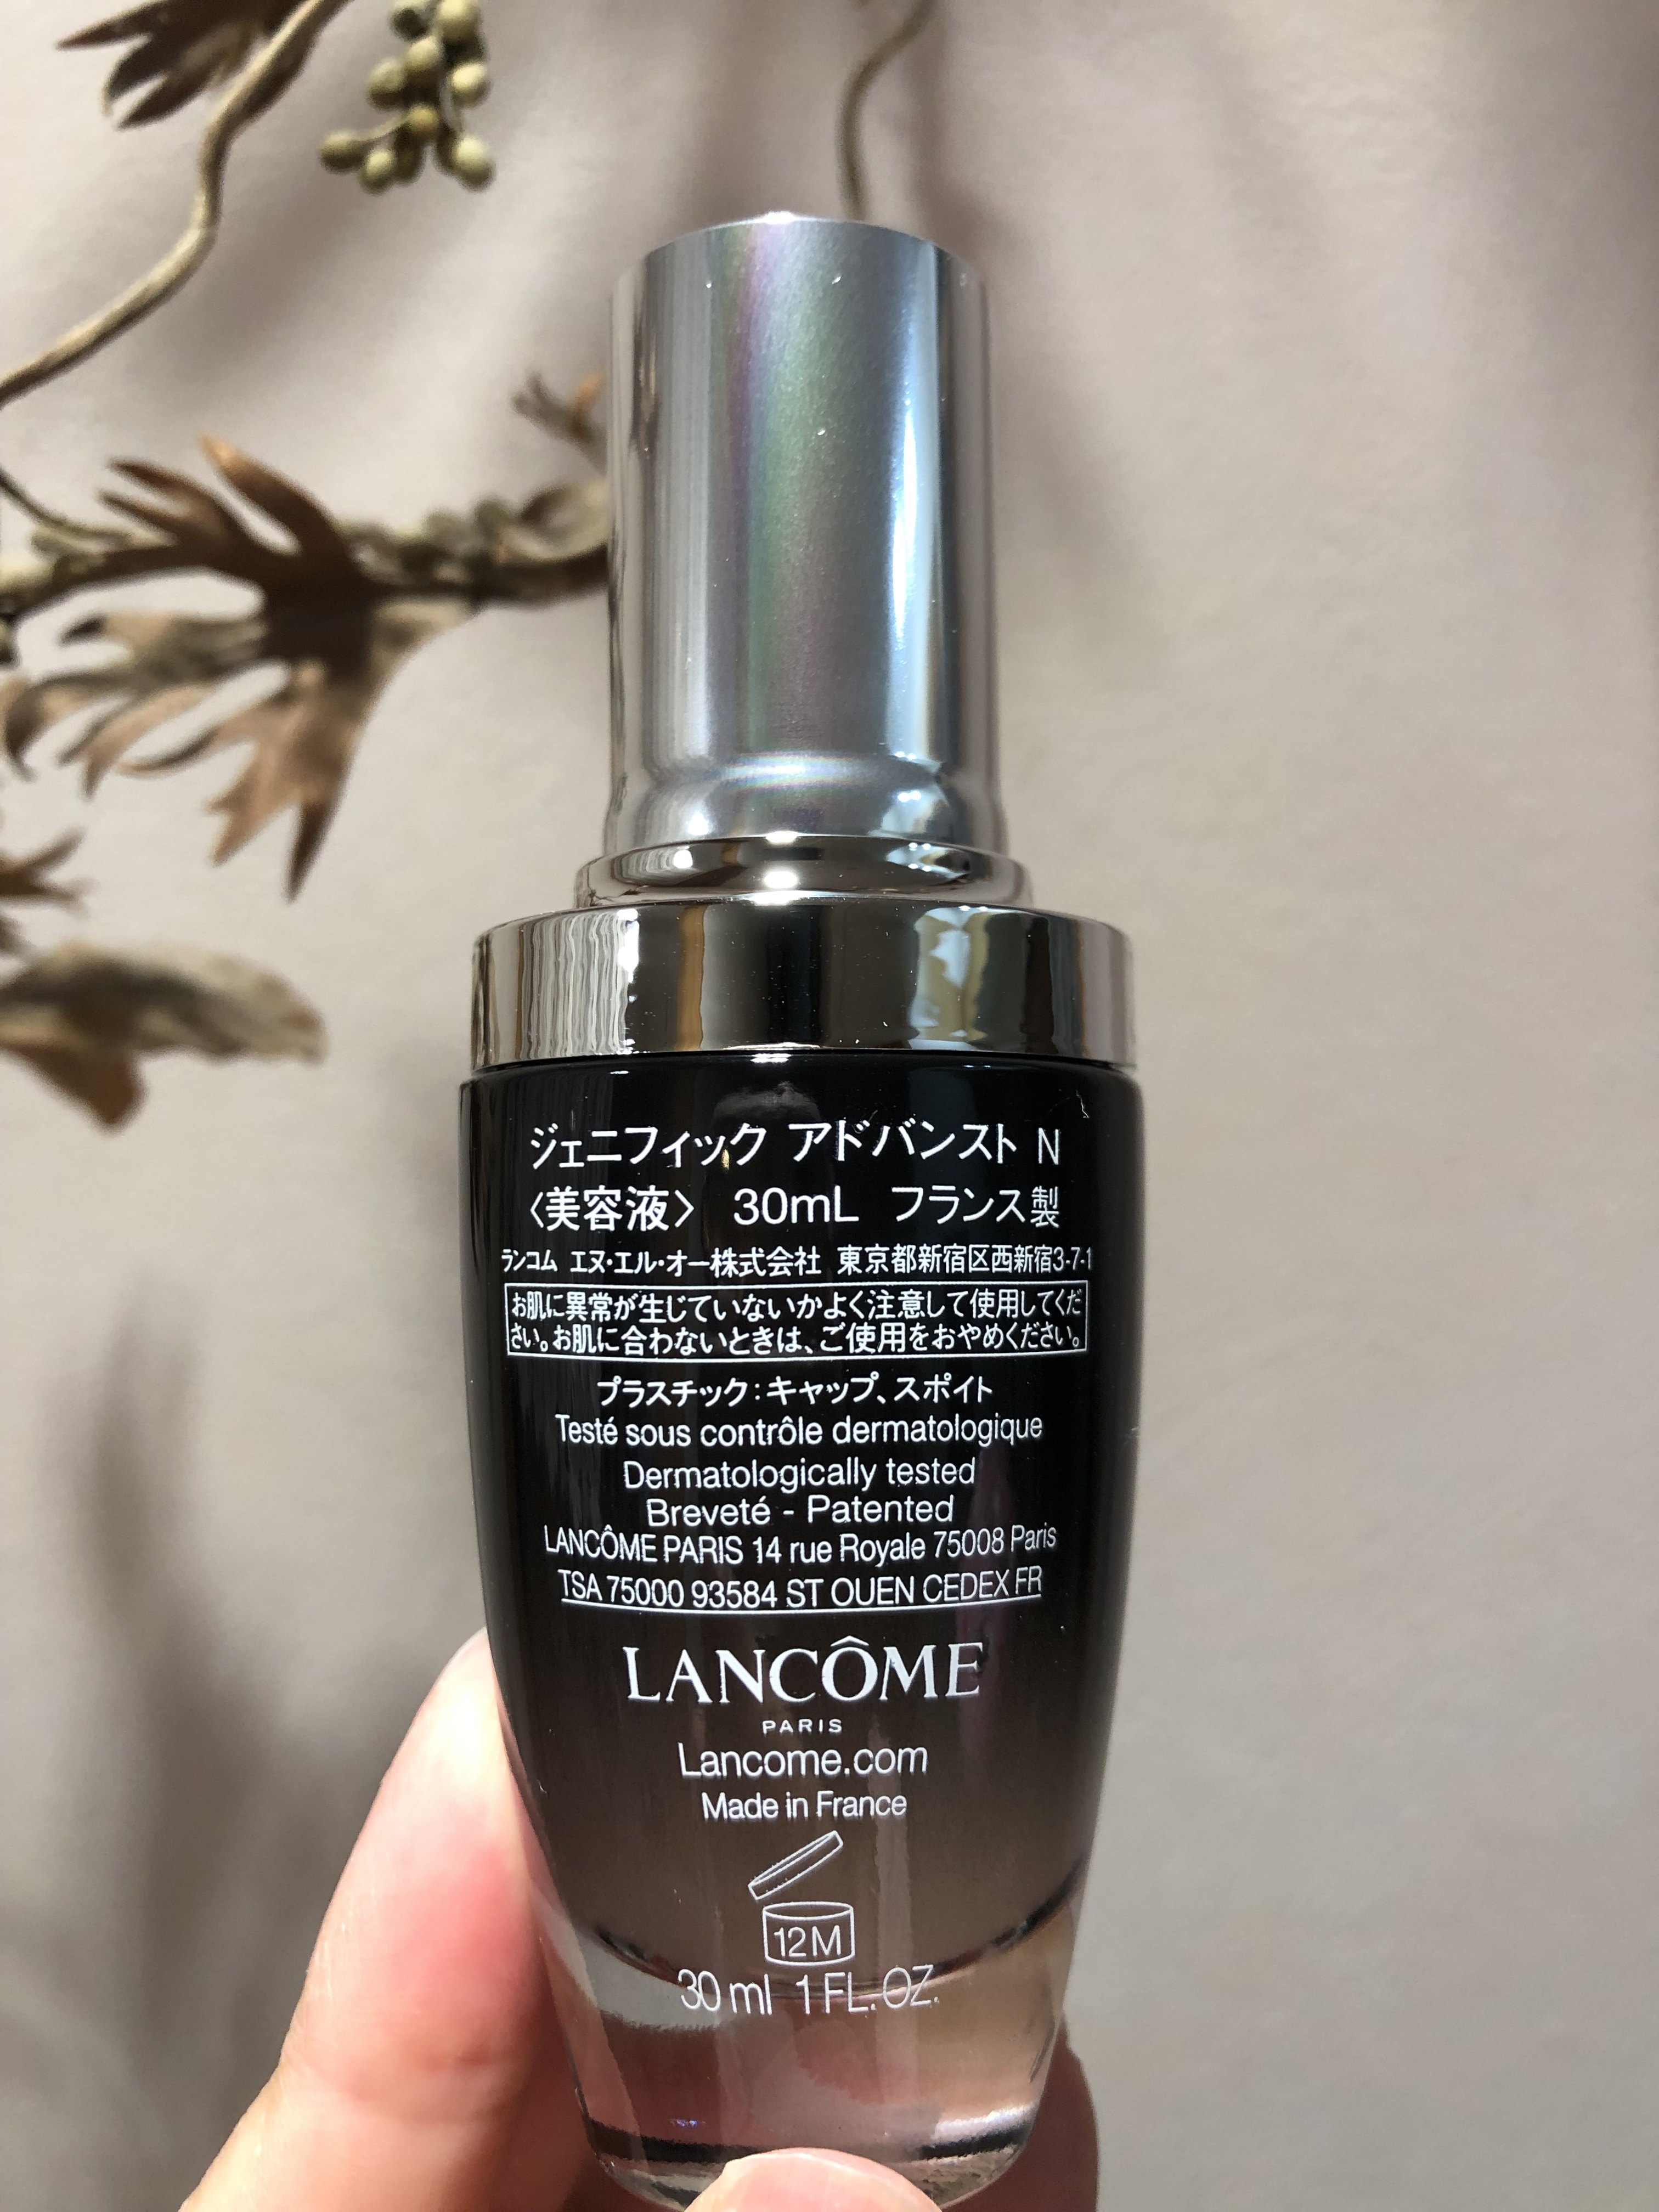 ジェニフィック アドバンスト N
〈美容液〉 30mL フランス製
ランコム エヌ・エル・オー株式会社 東京都新宿区西新宿3-7-1
お肌に異常が生じていないかよく注意して使用してくだ
さい。お肌に合わないときは、ご使用をおやめください。
プラスチック:キャップ、スポイト
Testé sous contrôle dermatologique
Dermatologically tested
Breveté - Patented
LANCÔME PARIS 14 rue Royale 75008 Paris
TSA 75000 93584 ST OUEN CEDEX FR
LANCÔME
PARIS
Lancome.com
Made in France
12M
30 ml 1 FL.OZ.